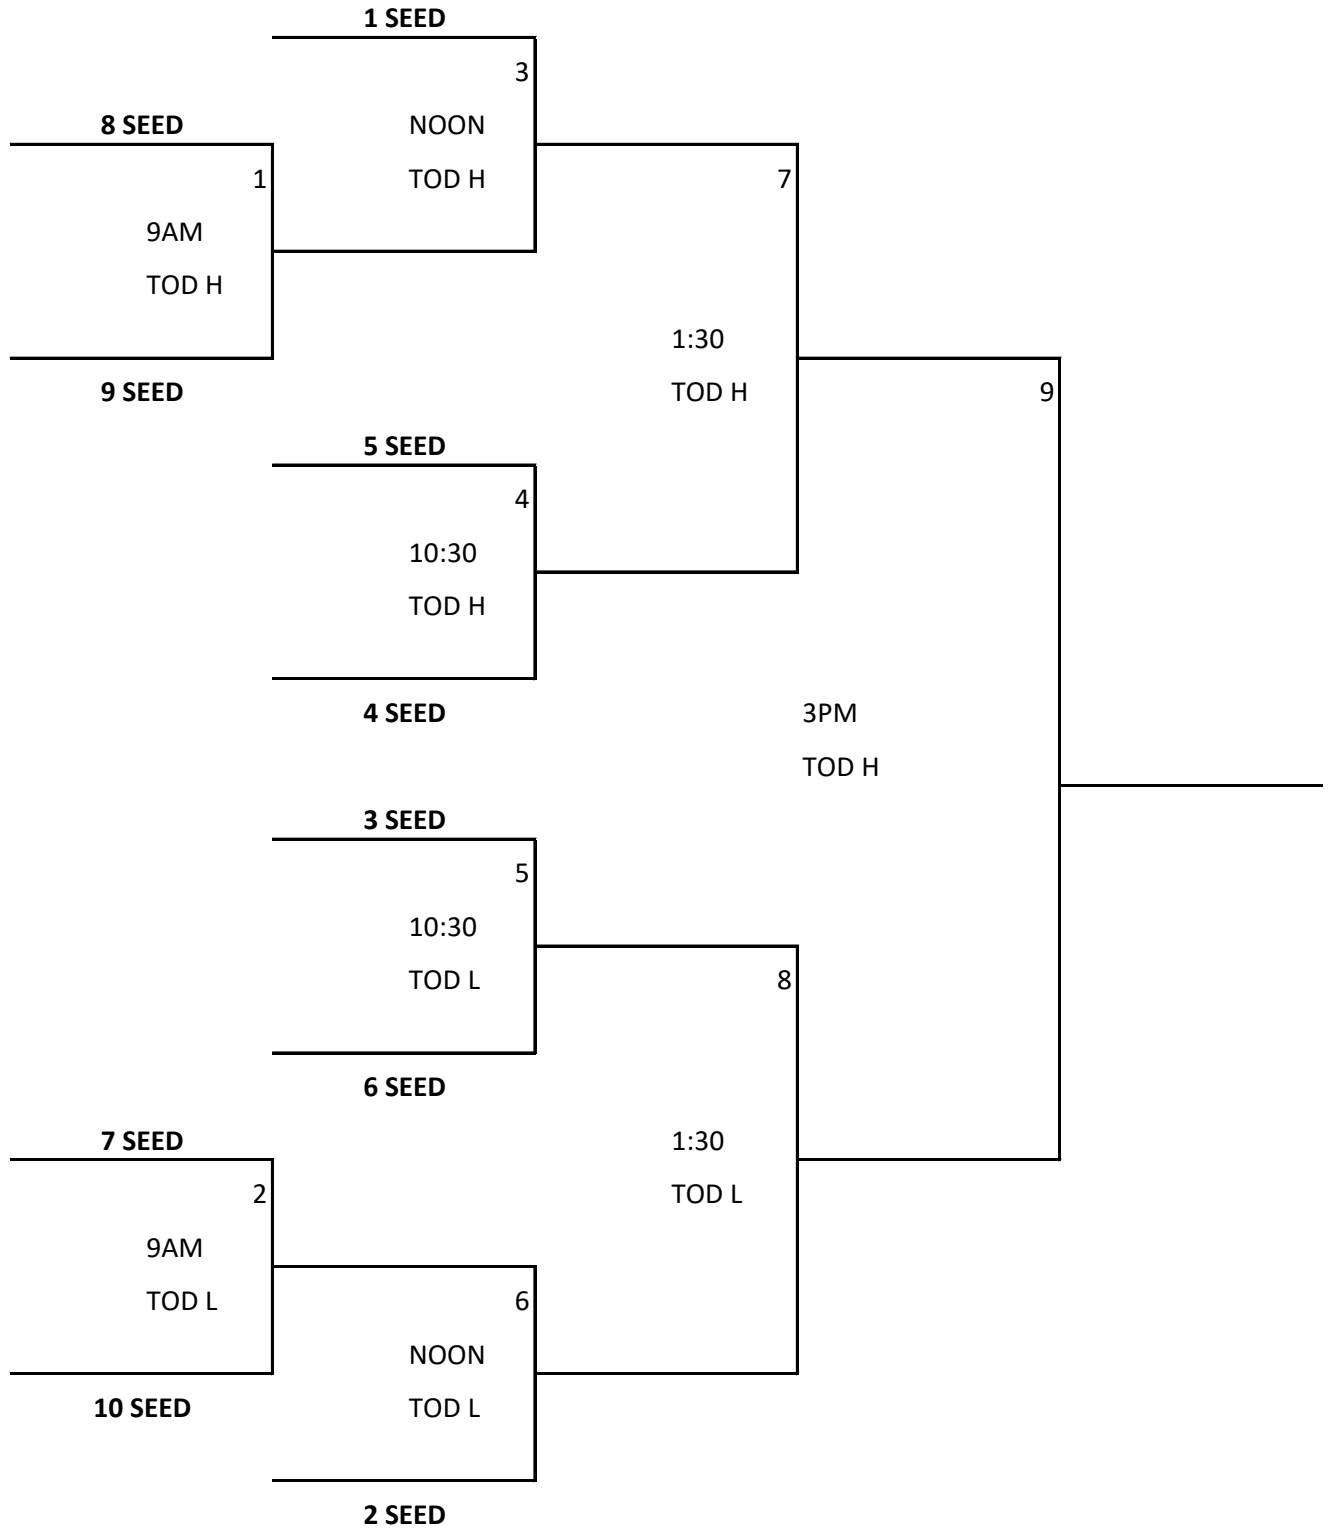 1 SEED
3
8 SEED
NOON
1
TOD H
7
9AM
TOD H
1:30
9 SEED
TOD H
9
5 SEED
4
10:30
TOD H
4 SEED
3PM
TOD H
3 SEED
5
10:30
TOD L
8
6 SEED
7 SEED
1:30
2
TOD L
9AM
TOD L
6
NOON
10 SEED
TOD L
2 SEED